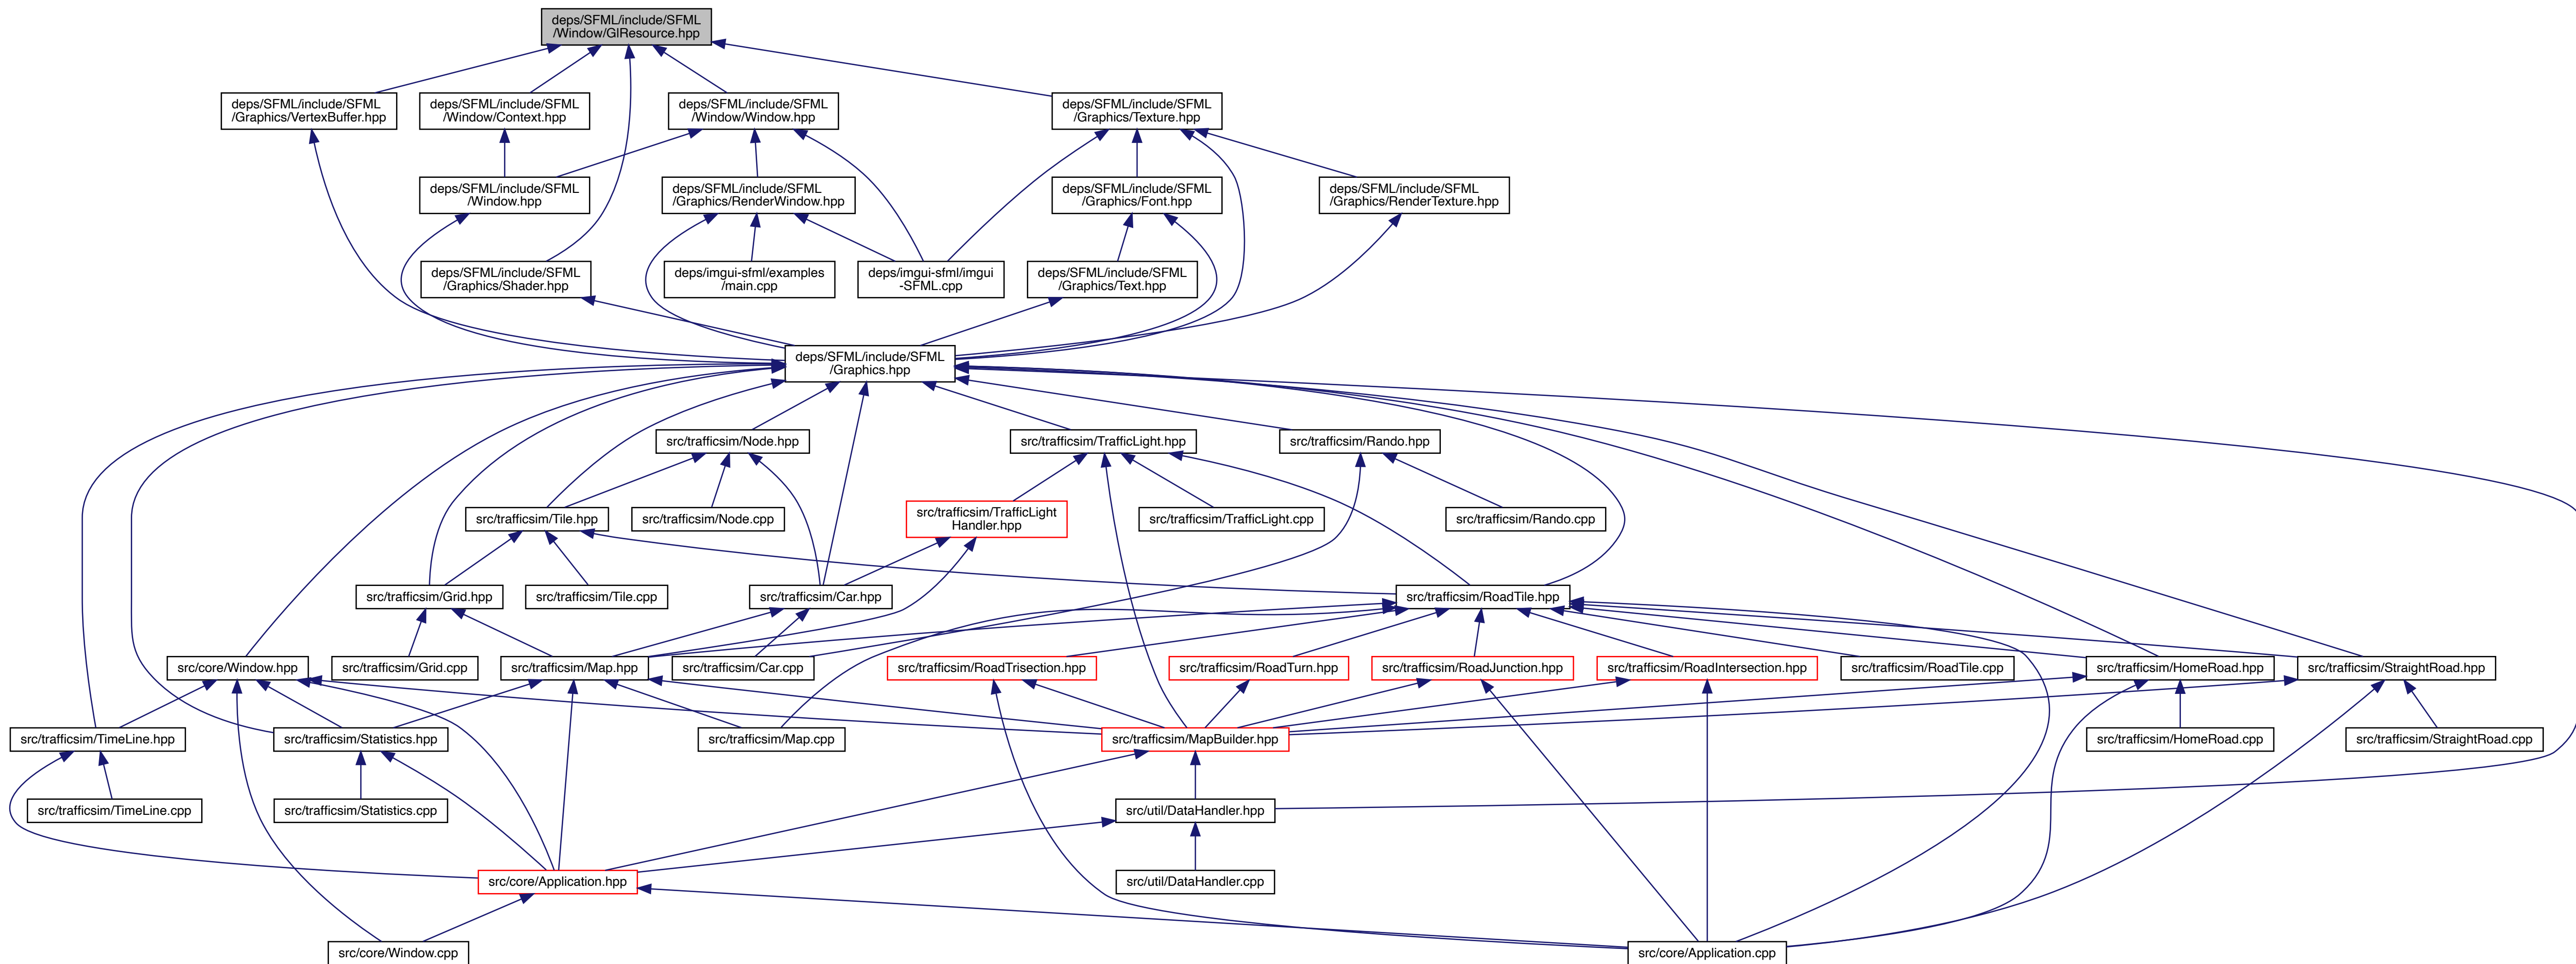 deps/SFML/include/SFML
/Window/GlResource.hpp
deps/SFML/include/SFML
/Graphics/VertexBuffer.hpp
deps/SFML/include/SFML
/Window/Context.hpp
deps/SFML/include/SFML
/Window/Window.hpp
deps/SFML/include/SFML
/Graphics/Texture.hpp
deps/SFML/include/SFML
/Window.hpp
deps/SFML/include/SFML
/Graphics/RenderWindow.hpp
deps/SFML/include/SFML
/Graphics/Font.hpp
deps/SFML/include/SFML
/Graphics/RenderTexture.hpp
deps/SFML/include/SFML
/Graphics/Shader.hpp
deps/imgui-sfml/examples
/main.cpp
deps/imgui-sfml/imgui
-SFML.cpp
deps/SFML/include/SFML
/Graphics/Text.hpp
deps/SFML/include/SFML
/Graphics.hpp
src/trafficsim/Node.hpp
src/trafficsim/TrafficLight.hpp
src/trafficsim/Rando.hpp
src/trafficsim/Tile.hpp
src/trafficsim/Node.cpp
src/trafficsim/TrafficLight
Handler.hpp
src/trafficsim/TrafficLight.cpp
src/trafficsim/Rando.cpp
src/trafficsim/Grid.hpp
src/trafficsim/Tile.cpp
src/trafficsim/Car.hpp
src/trafficsim/RoadTile.hpp
src/core/Window.hpp
src/trafficsim/Grid.cpp
src/trafficsim/Map.hpp
src/trafficsim/Car.cpp
src/trafficsim/RoadTrisection.hpp
src/trafficsim/RoadTurn.hpp
src/trafficsim/RoadJunction.hpp
src/trafficsim/RoadIntersection.hpp
src/trafficsim/RoadTile.cpp
src/trafficsim/HomeRoad.hpp
src/trafficsim/StraightRoad.hpp
src/trafficsim/TimeLine.hpp
src/trafficsim/Statistics.hpp
src/trafficsim/Map.cpp
src/trafficsim/MapBuilder.hpp
src/trafficsim/HomeRoad.cpp
src/trafficsim/StraightRoad.cpp
src/trafficsim/TimeLine.cpp
src/trafficsim/Statistics.cpp
src/util/DataHandler.hpp
src/core/Application.hpp
src/util/DataHandler.cpp
src/core/Window.cpp
src/core/Application.cpp